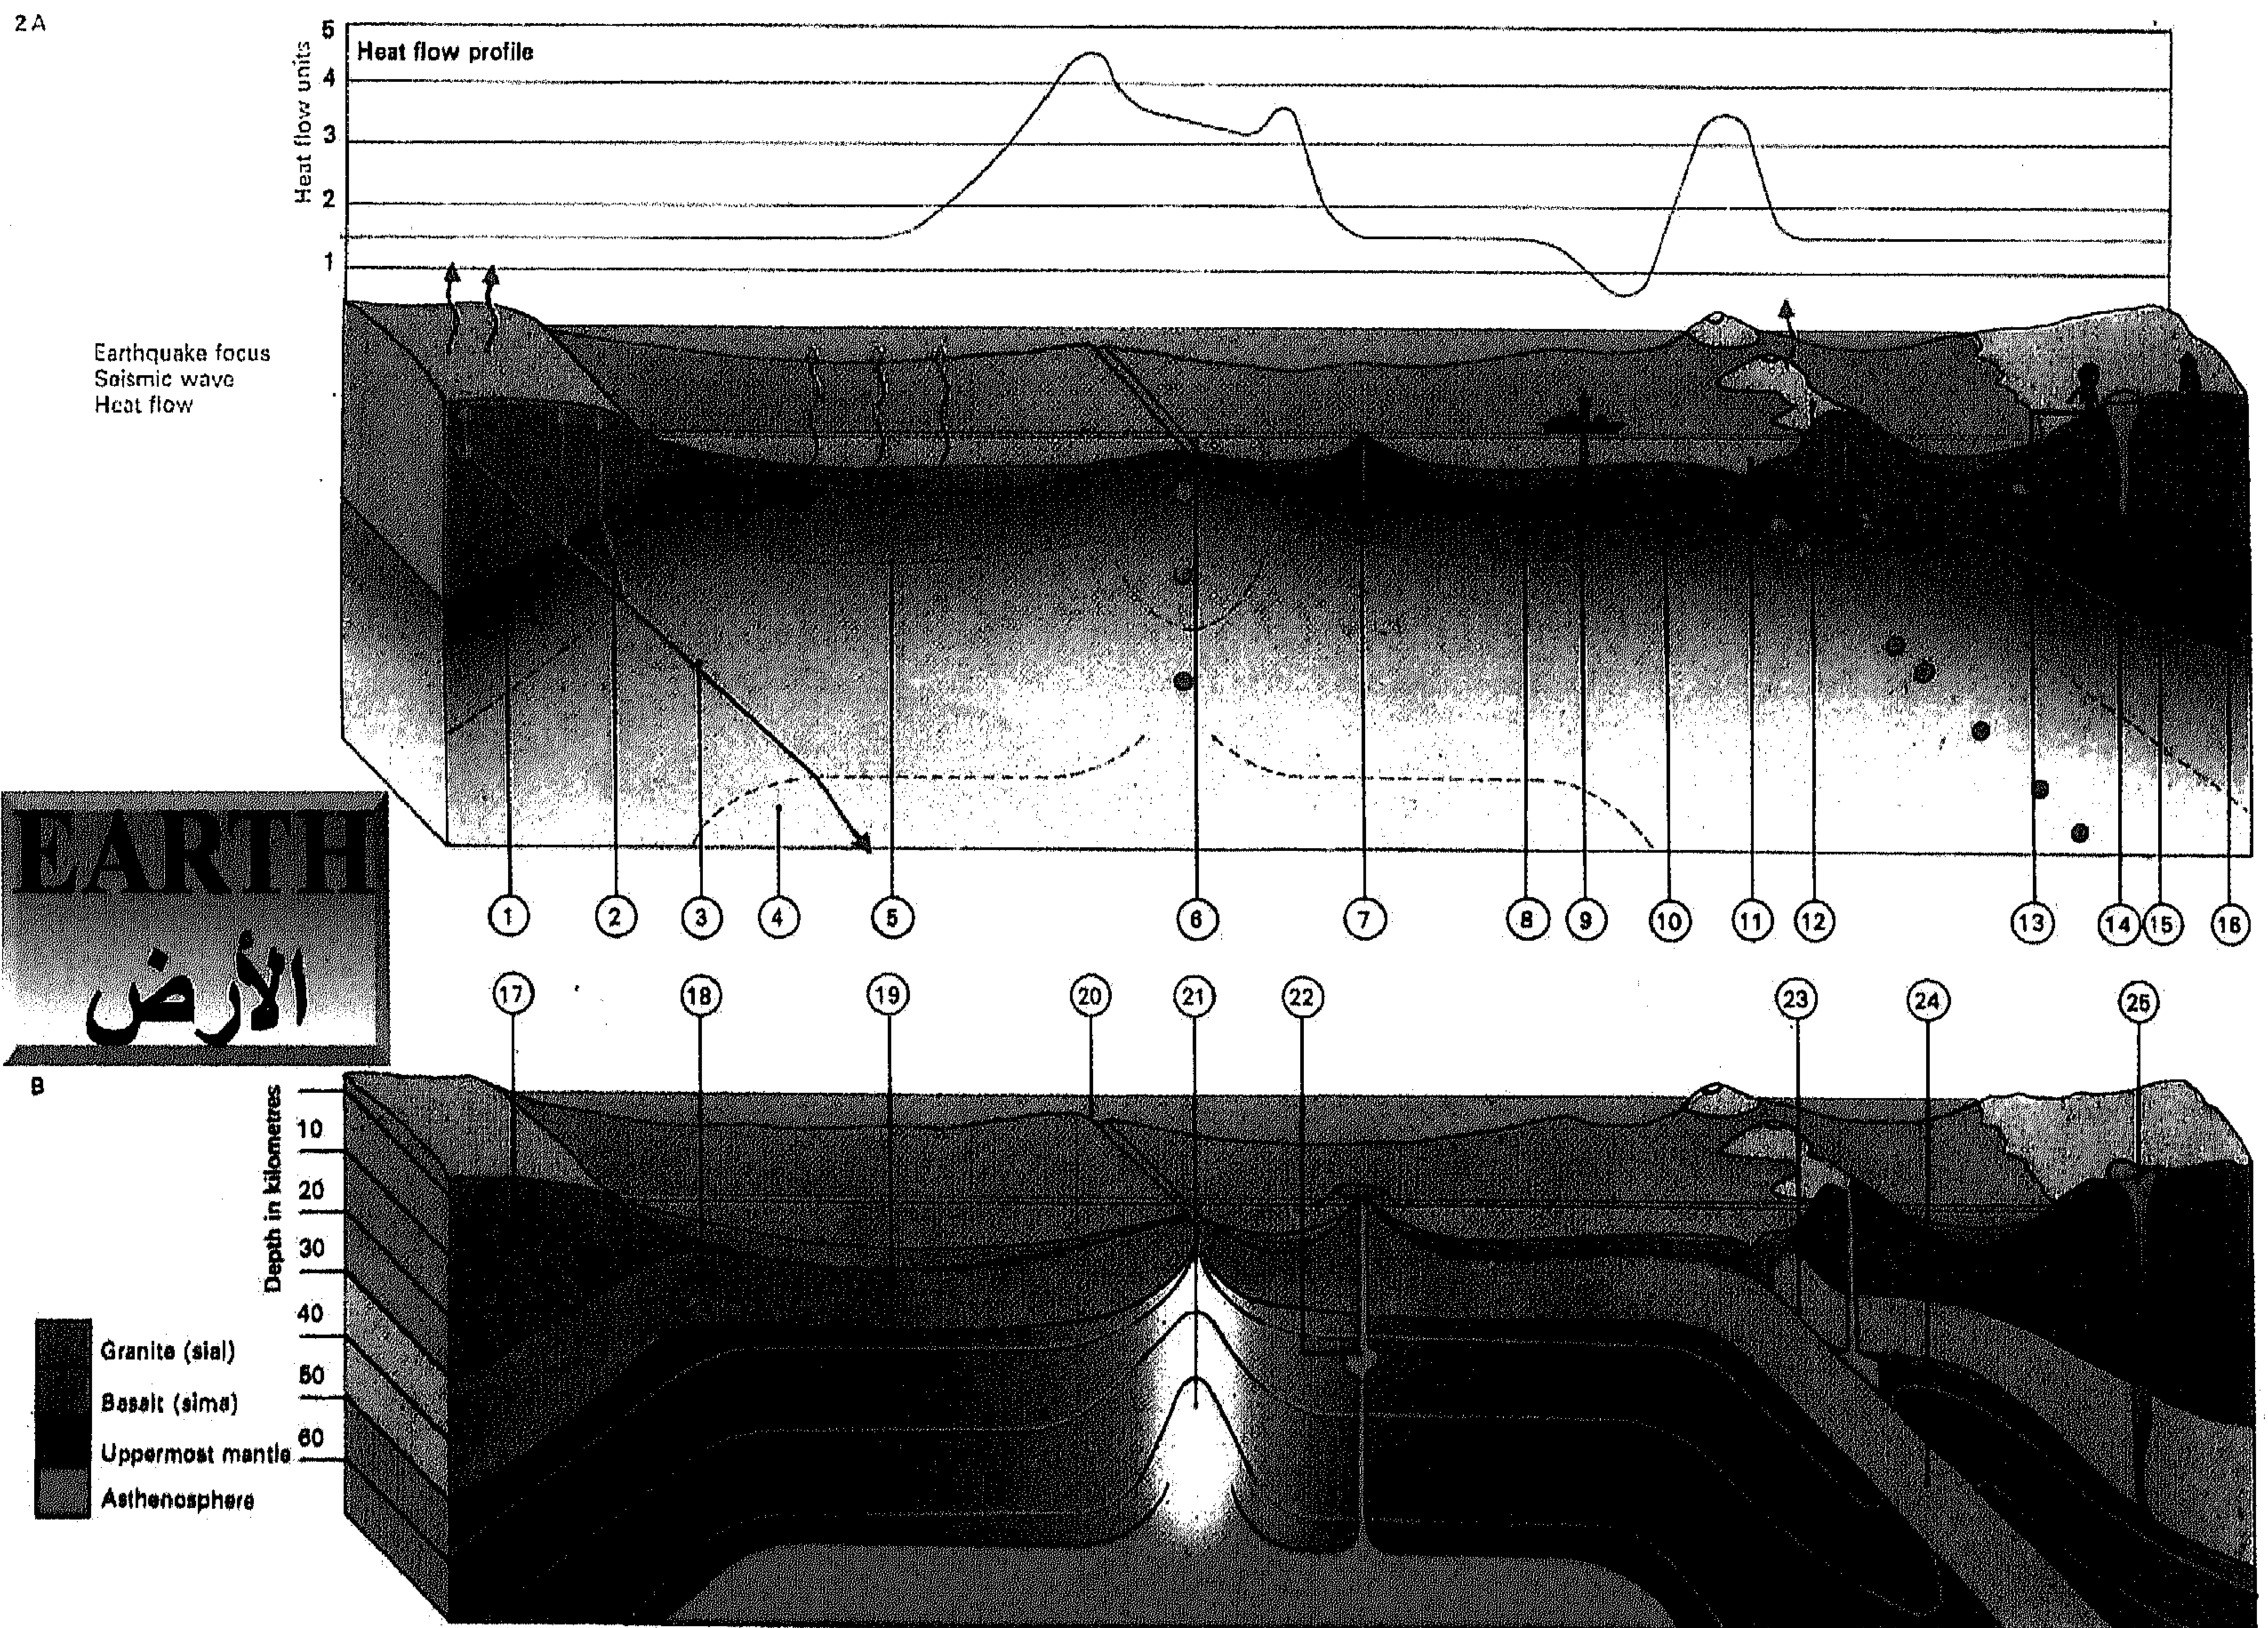 2A
Heat flow profile
Heat flow units
5
4
3
2
1
Earthquake focus
Seismic wave
Heat flow
1 2 3 4 5 6 7 8 9 10 11 12 13 14 15 16
EARTH
الأرض
17 18 19 20 21 22 23 24 25
B
Depth in kilometres
10
20
30
40
50
60
Granite (sial)
Basalt (sima)
Uppermost mantle
Asthenosphere